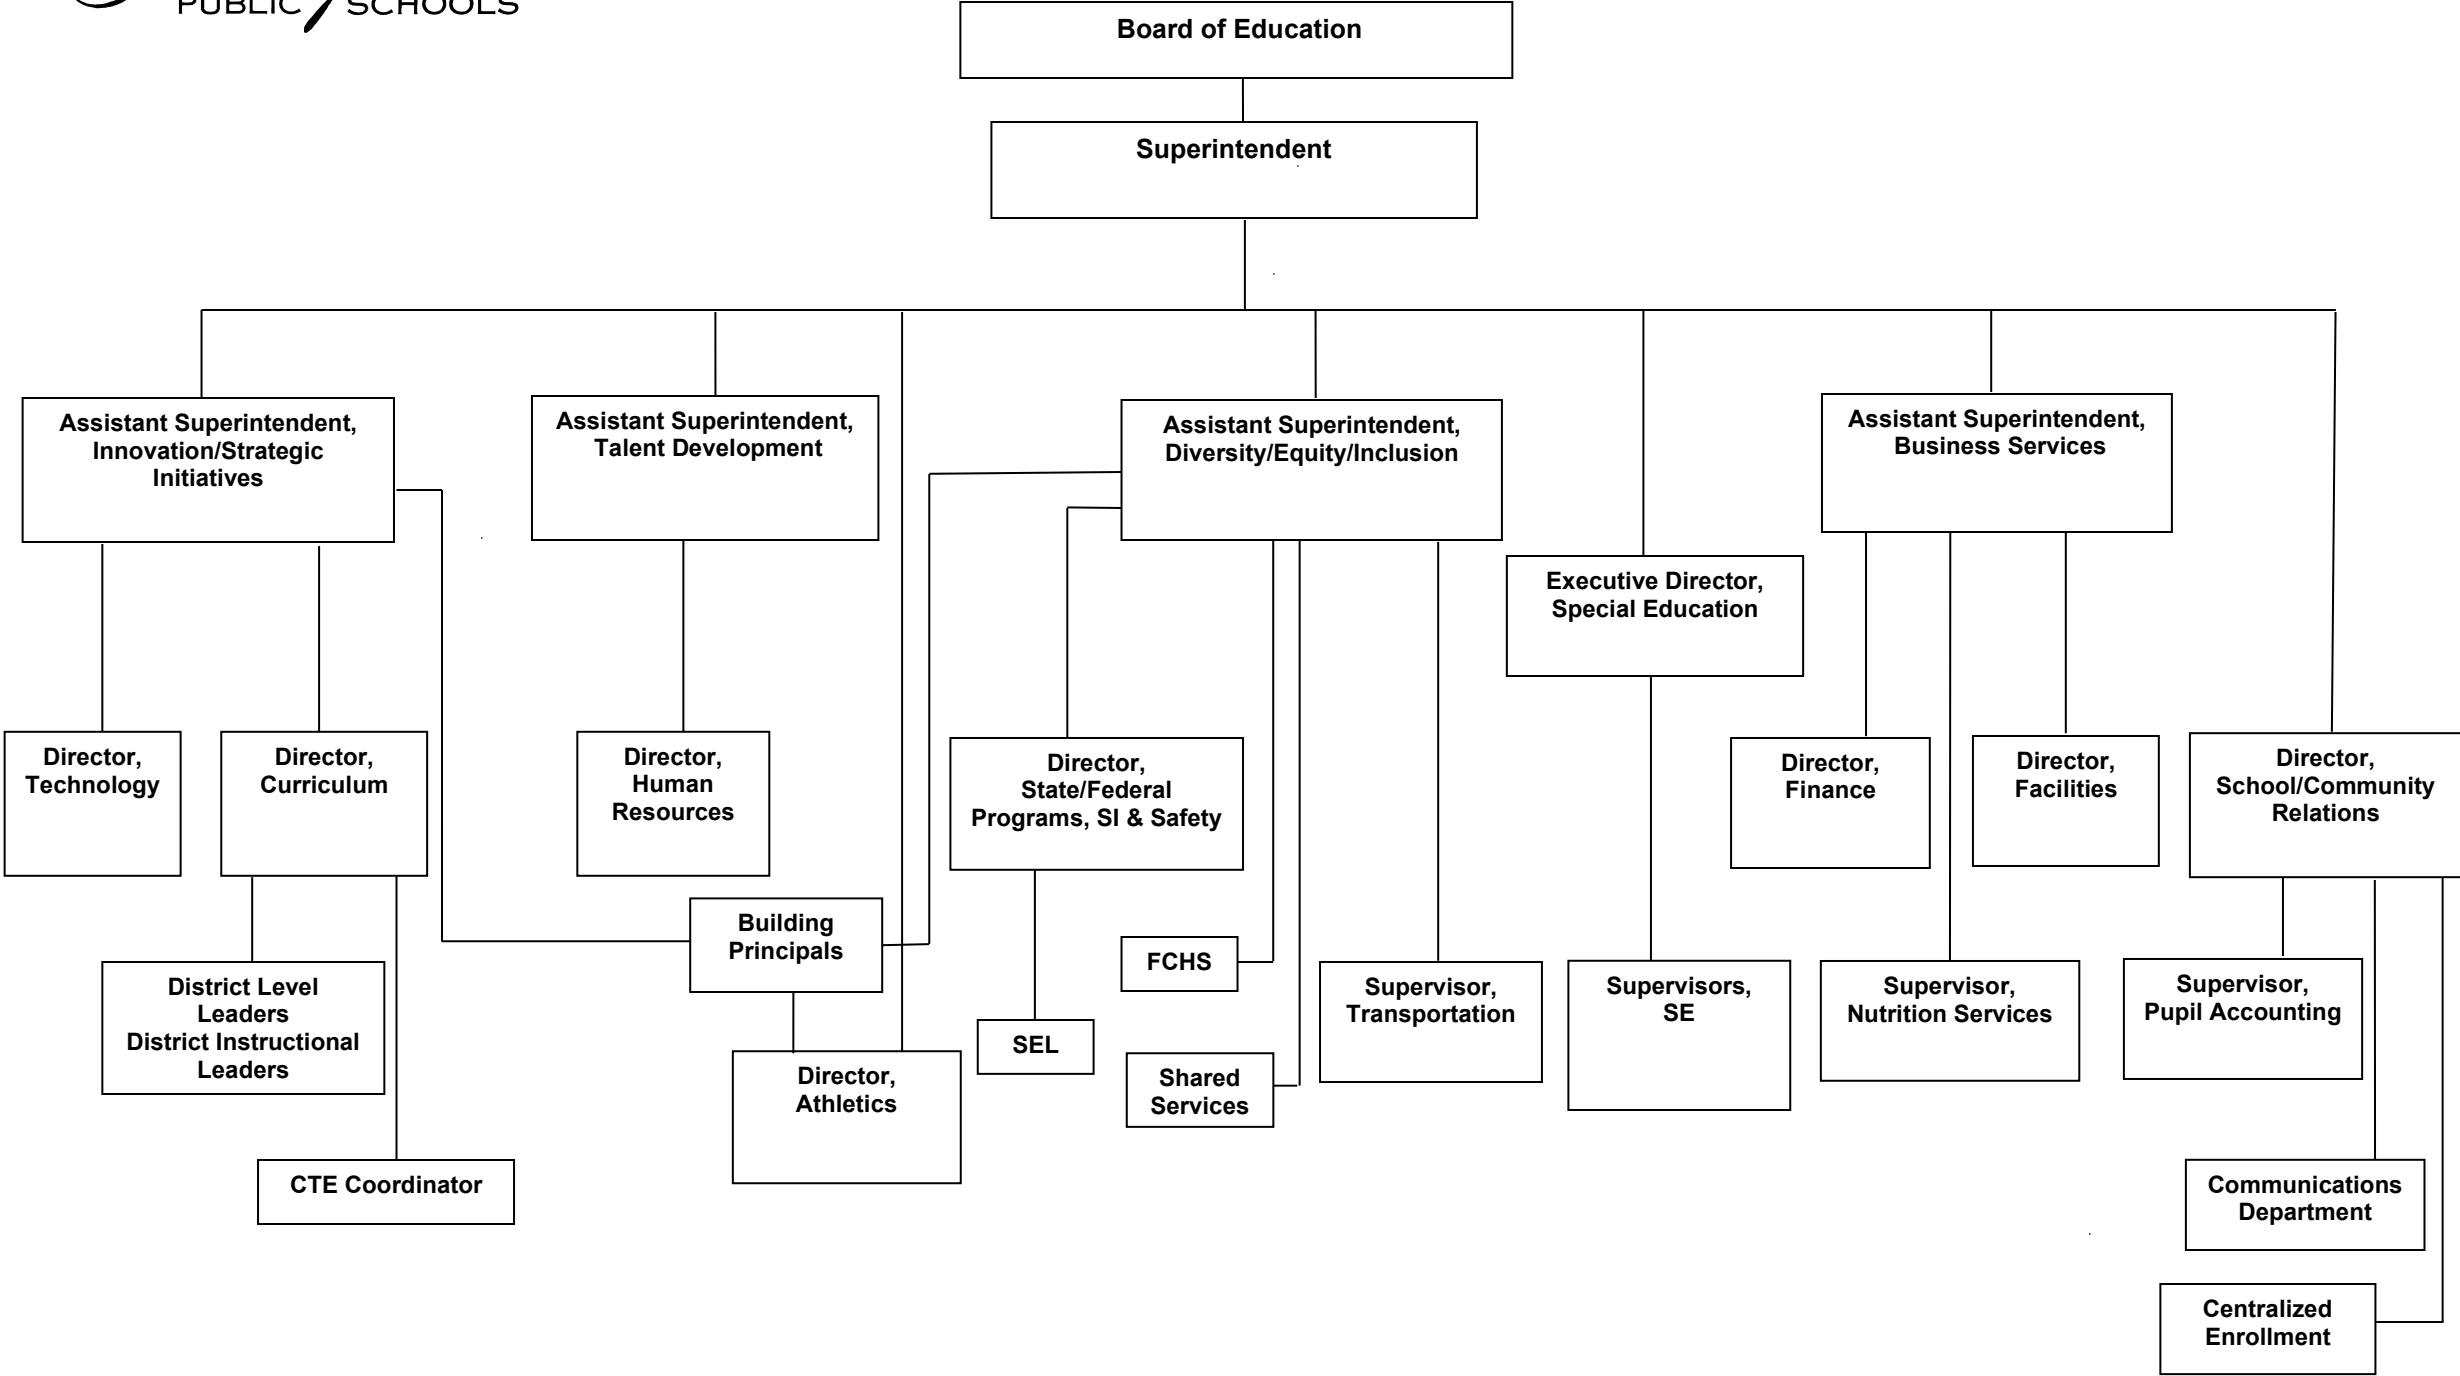 PUBLIC SCHOOLS
Board of Education
Superintendent
Assistant Superintendent,
Innovation/Strategic
Initiatives
Assistant Superintendent,
Talent Development
Assistant Superintendent,
Diversity/Equity/Inclusion
Assistant Superintendent,
Business Services
Executive Director,
Special Education
Director,
Technology
Director,
Curriculum
Director,
Human
Resources
Director,
State/Federal
Programs, SI & Safety
Director,
Finance
Director,
Facilities
Director,
School/Community
Relations
Building
Principals
FCHS
District Level
Leaders
District Instructional
Leaders
SEL
Shared
Services
Supervisor,
Transportation
Supervisors,
SE
Supervisor,
Nutrition Services
Supervisor,
Pupil Accounting
Director,
Athletics
CTE Coordinator
Communications
Department
Centralized
Enrollment